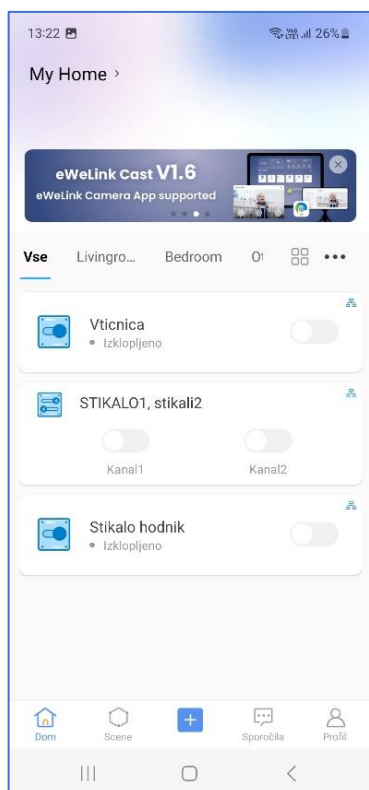 13:22 26%
My Home >
eWeLink Cast V1.6
eWeLink Camera App supported
Vse Livingro... Bedroom
Vticnica
Izklopljeno
STIKALO1, stikali2
Kanal1 Kanal2
Stikalo hodnik
Izklopljeno
Dom Scene Sporočila Profil